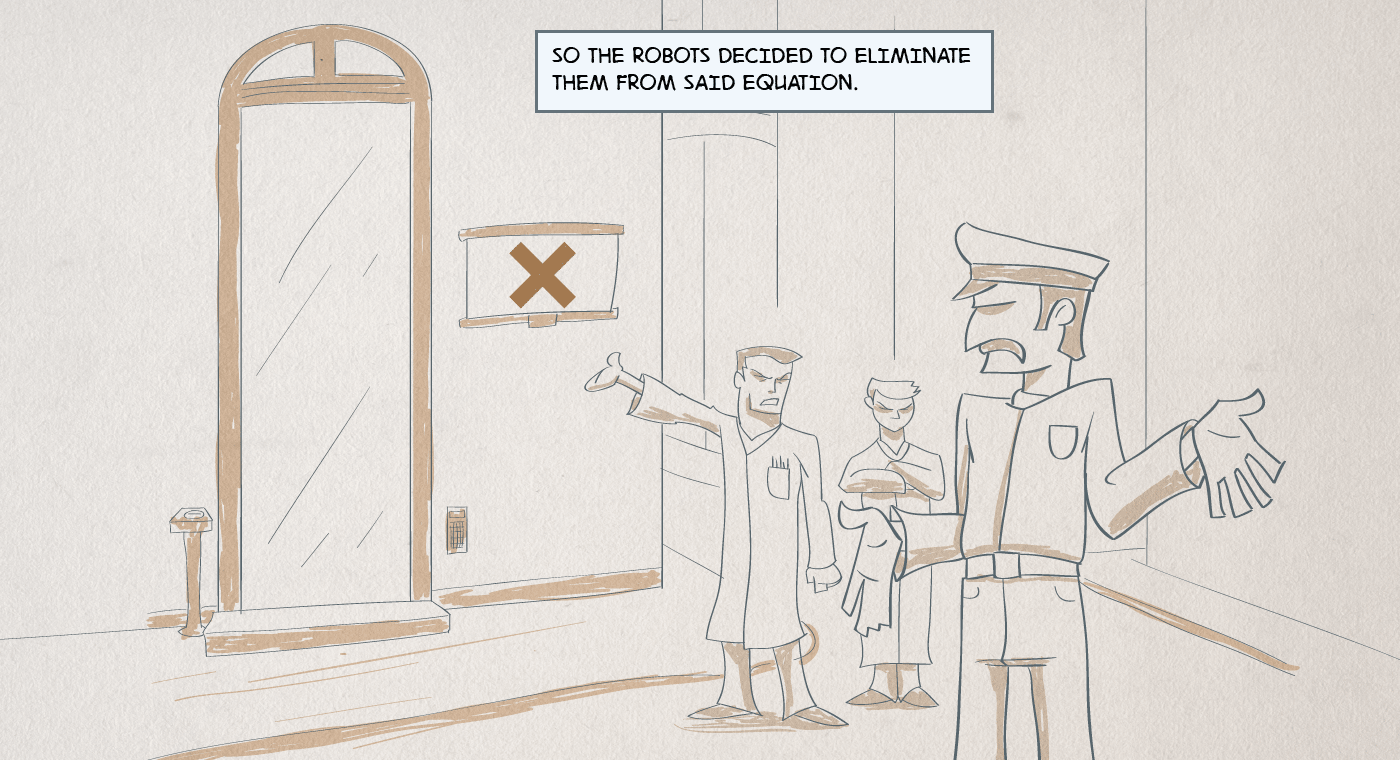 SO THE ROBOTS DECIDED TO ELIMINATE
THEM FROM SAID EQUATION.